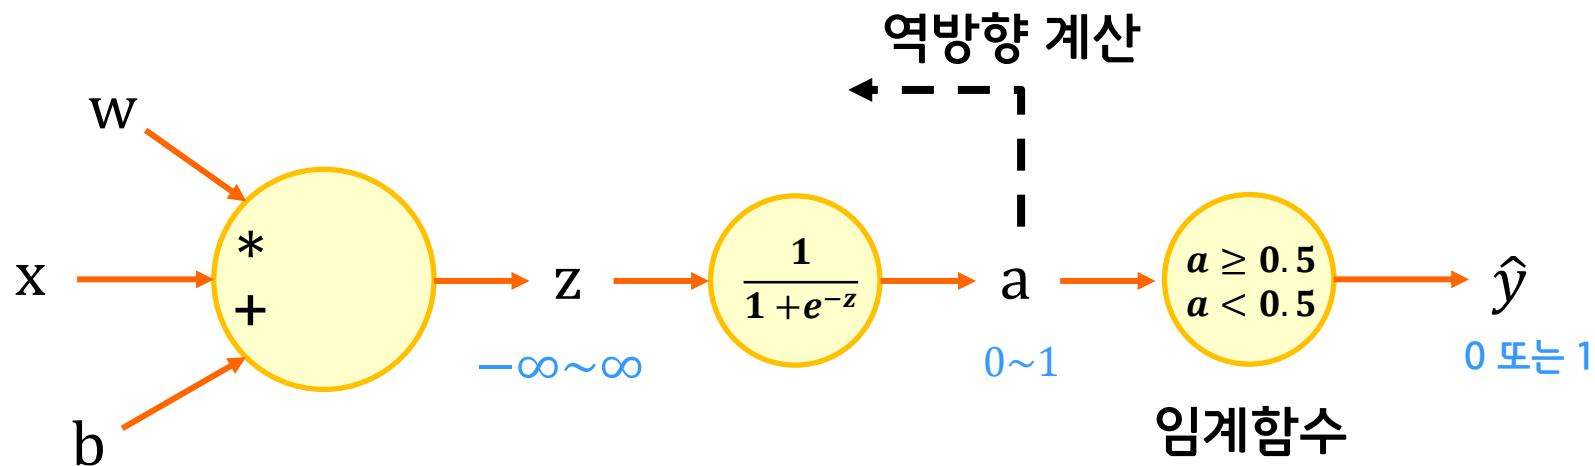 역방향 계산
w
x
b
*
+
z
−∞~∞
1
1 +e^{−z}
a
0~1
a ≥ 0.5
a < 0.5
임계함수
ŷ
0 또는 1